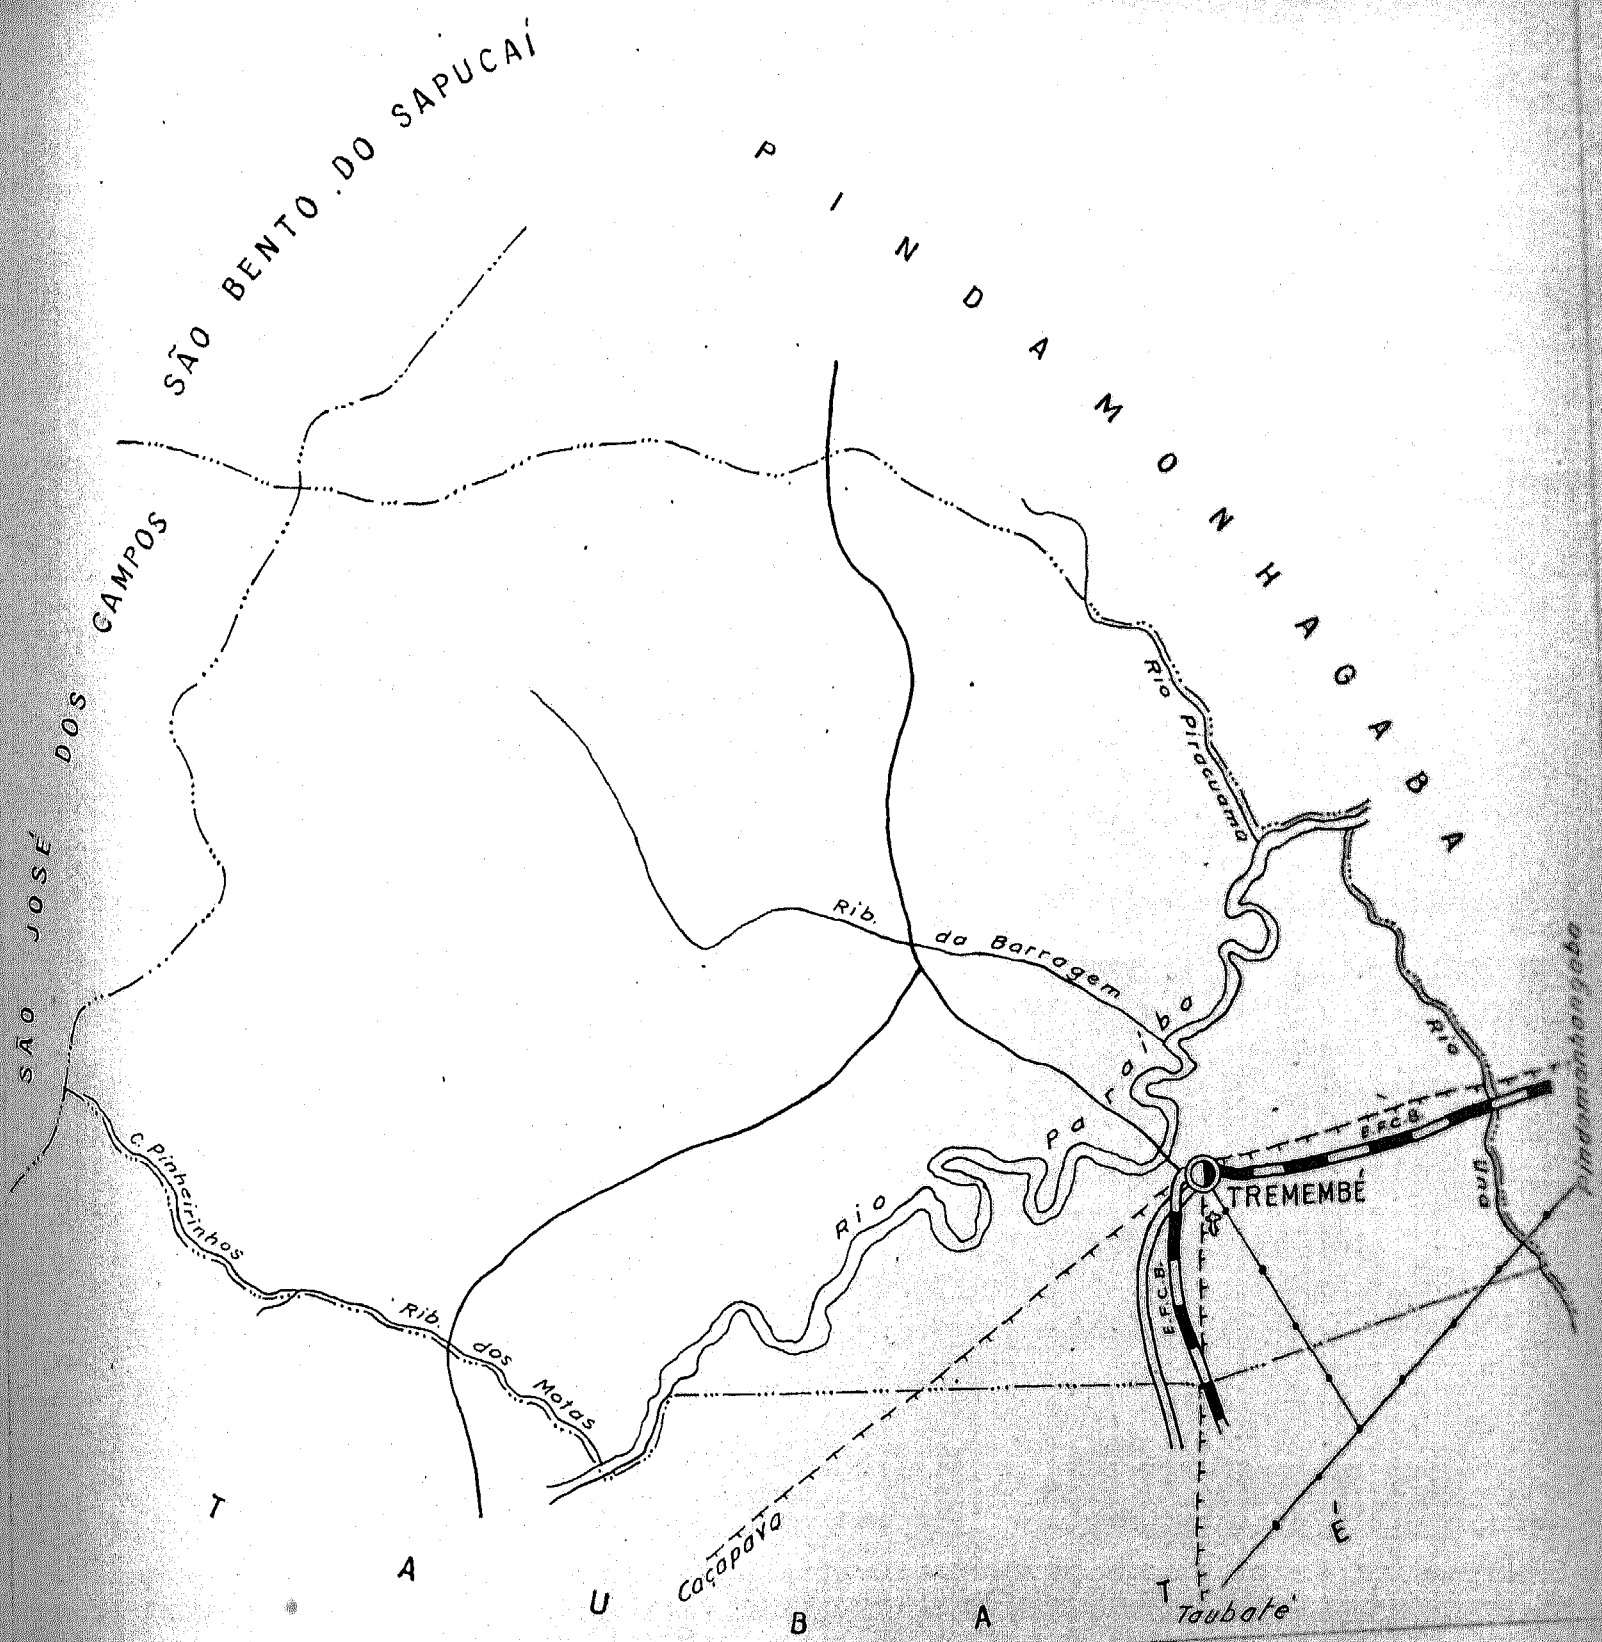 SÃO BENTO DO SAPUCAÍ
PINDAMONHAGABA
SÃO JOSÉ DOS CAMPOS
Rio Piracuama
Rib. da Barragem
Rio Paraíba
Rio Una
Pindamonhangaba
E.F.C.B.
TREMEMBÉ
E.F.C.B.
C. Pinheirinhos
Rib. dos Motas
Caçapava
Taubaté
TAUBATÉ